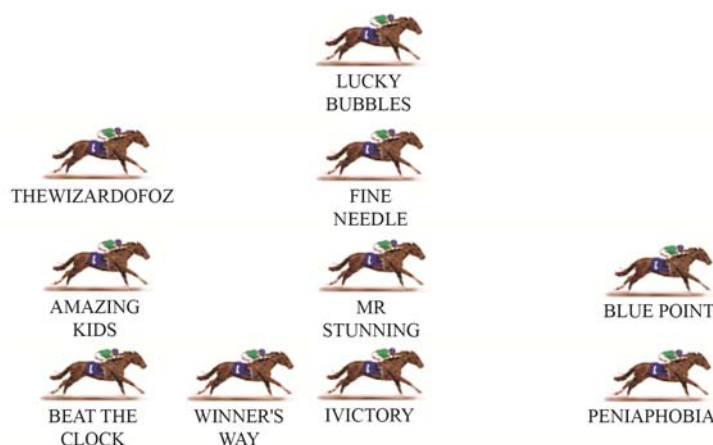 LUCKY
BUBBLES
THEWIZARDOFOZ
FINE
NEEDLE
AMAZING
KIDS
MR
STUNNING
BLUE POINT
BEAT THE
CLOCK
WINNER'S
WAY
IVICTORY
PENIAPHOBIA